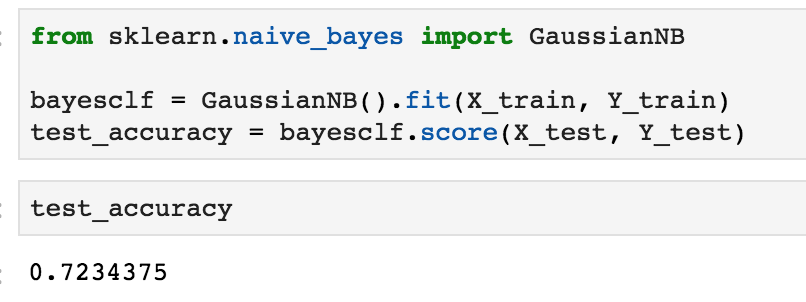 from sklearn.naive_bayes import GaussianNB
bayesclf = GaussianNB().fit(X_train, Y_train)
test_accuracy = bayesclf.score(X_test, Y_test)
test_accuracy
0.7234375